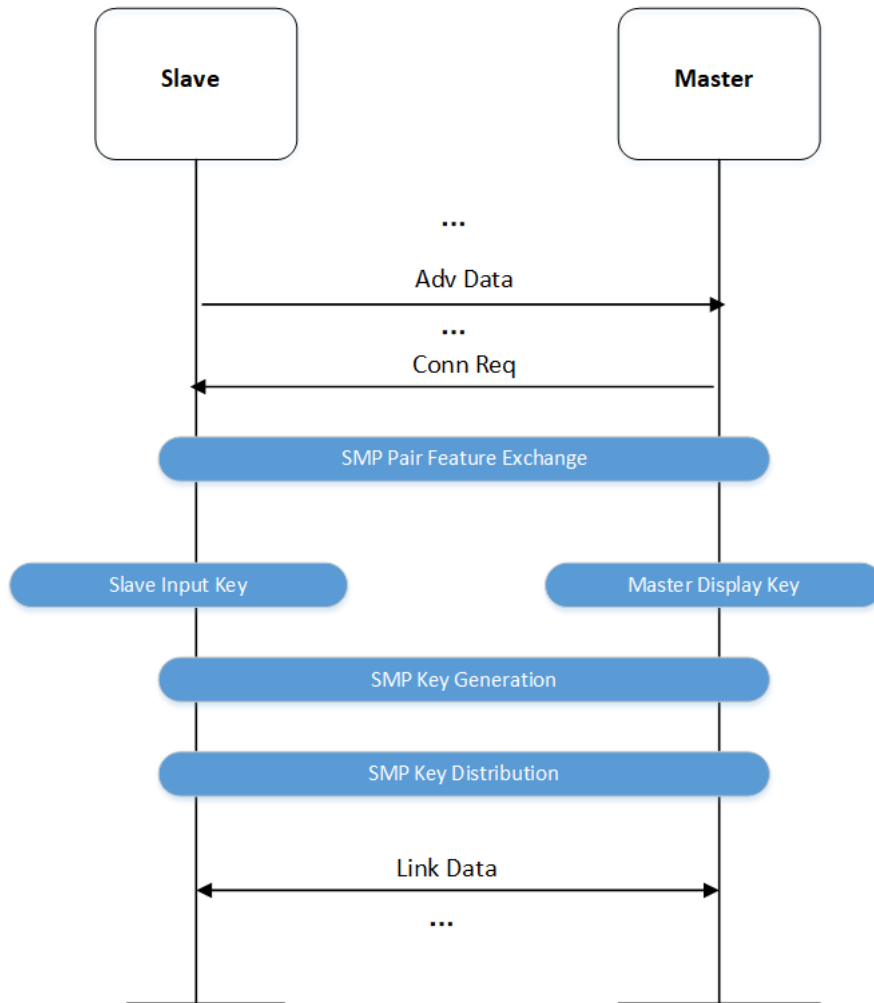 Slave
Master
...
Adv Data
...
Conn Req
SMP Pair Feature Exchange
Slave Input Key
Master Display Key
SMP Key Generation
SMP Key Distribution
Link Data
...